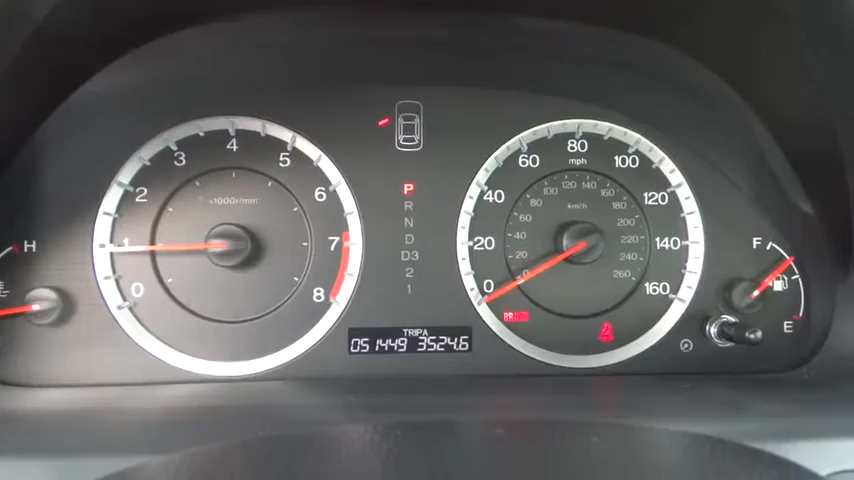 0 1 2 3 4 5 6 7 8
x1000r/min
H
P
R
N
D
D3
2
1
TRIP A
051449 3524.6
0 20 40 60 80 100 120 140 160
mph
20 40 60 80 100 120 140 160 180 200 220 240 260
km/h
BRAKE
F
E